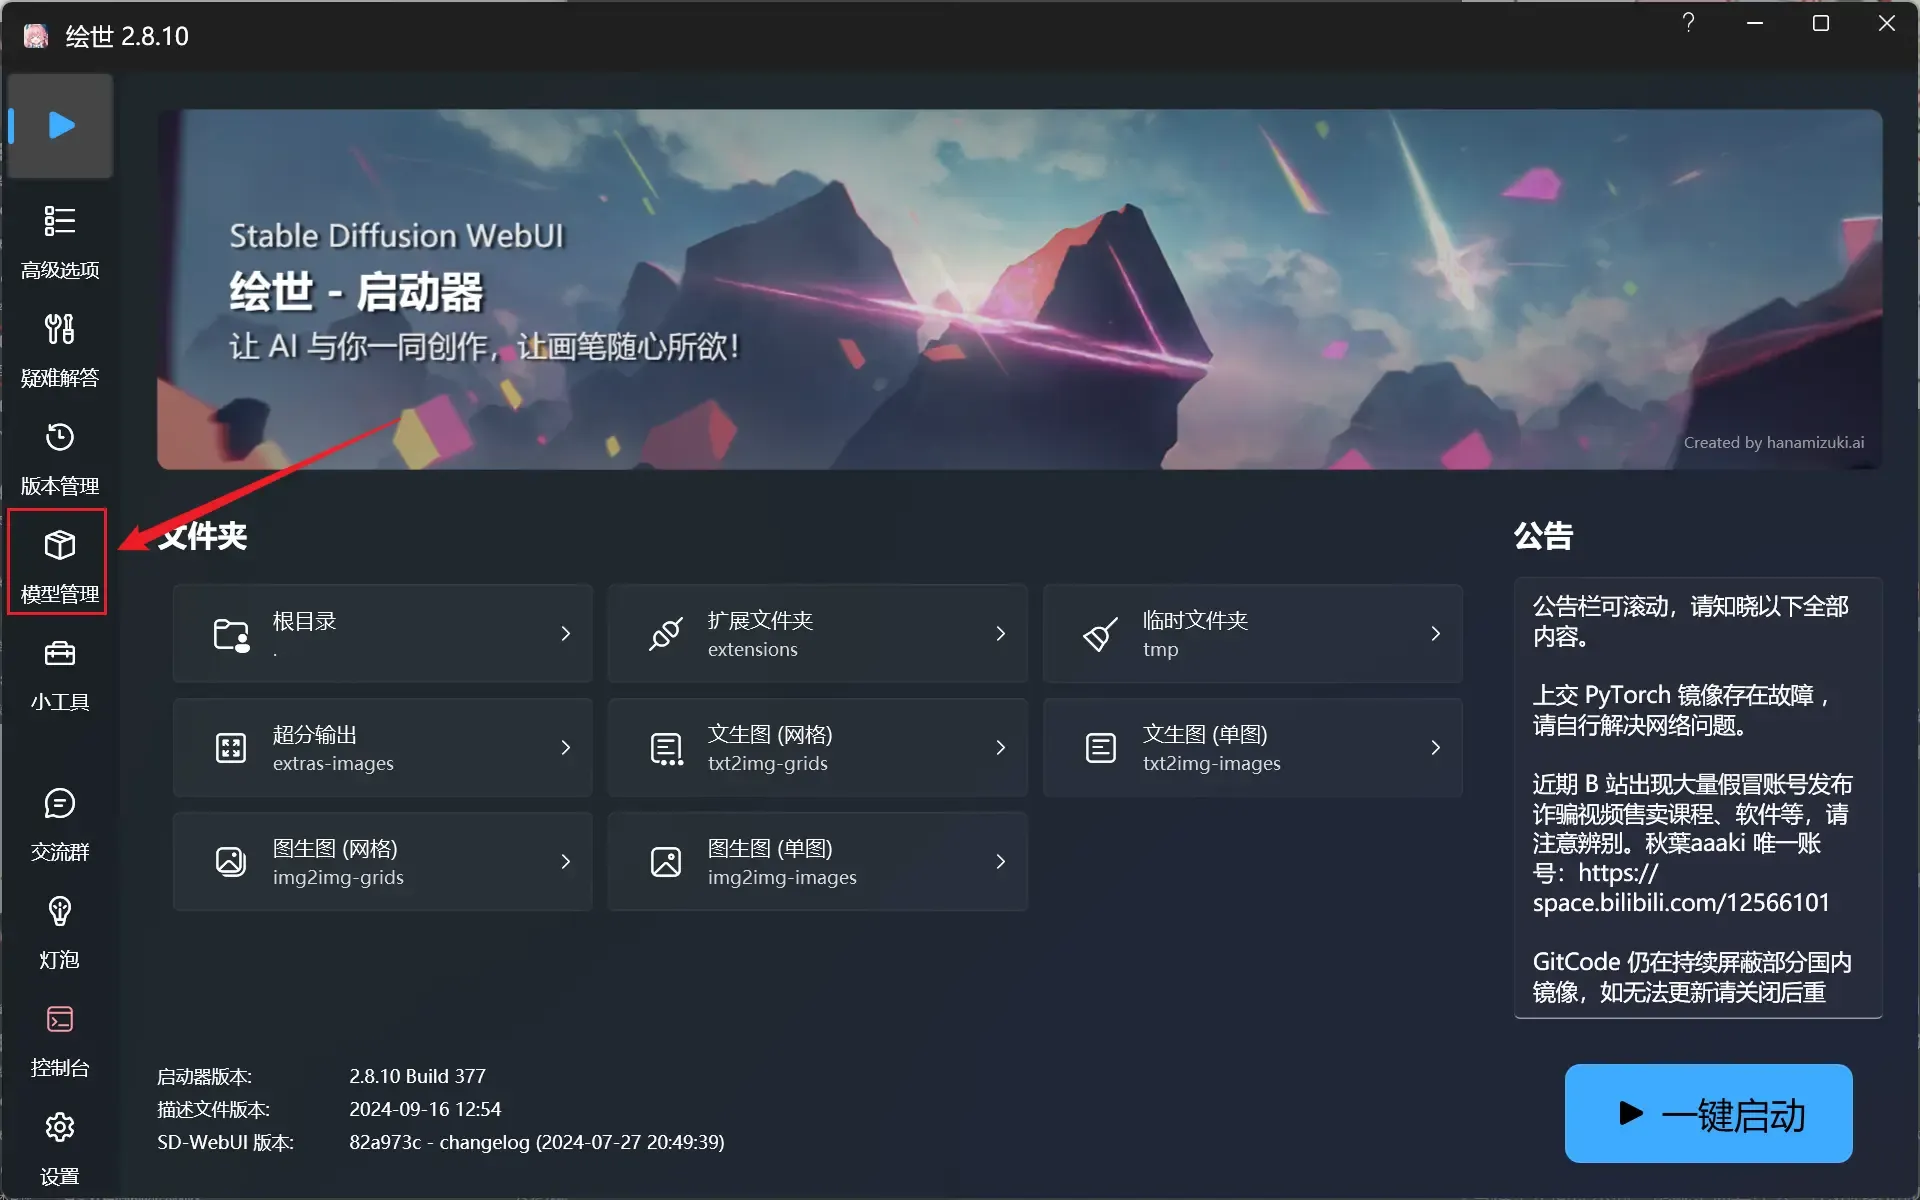 绘世 2.8.10
高级选项
疑难解答
版本管理
模型管理
小工具
交流群
灯泡
控制台
设置
Stable Diffusion WebUI
绘世 - 启动器
让 AI 与你一同创作，让画笔随心所欲！
Created by hanamizuki.ai
文件夹
根目录
.
扩展文件夹
extensions
临时文件夹
tmp
超分输出
extras-images
文生图 (网格)
txt2img-grids
文生图 (单图)
txt2img-images
图生图 (网格)
img2img-grids
图生图 (单图)
img2img-images
公告
公告栏可滚动，请知晓以下全部
内容。
上交 PyTorch 镜像存在故障，
请自行解决网络问题。
近期 B 站出现大量假冒账号发布
诈骗视频售卖课程、软件等，请
注意辨别。秋葉aaaki 唯一账
号：https://
space.bilibili.com/12566101
GitCode 仍在持续屏蔽部分国内
镜像，如无法更新请关闭后重
启动器版本: 2.8.10 Build 377
描述文件版本: 2024-09-16 12:54
SD-WebUI 版本: 82a973c - changelog (2024-07-27 20:49:39)
一键启动